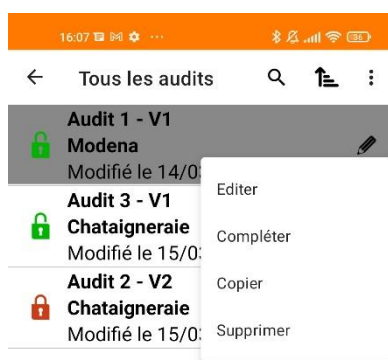 16:07
36
Tous les audits
Audit 1 - V1
Modena
Modifié le 14/0
Audit 3 - V1
Chataigneraie
Modifié le 15/0
Audit 2 - V2
Chataigneraie
Modifié le 15/0
Editer
Compléter
Copier
Supprimer